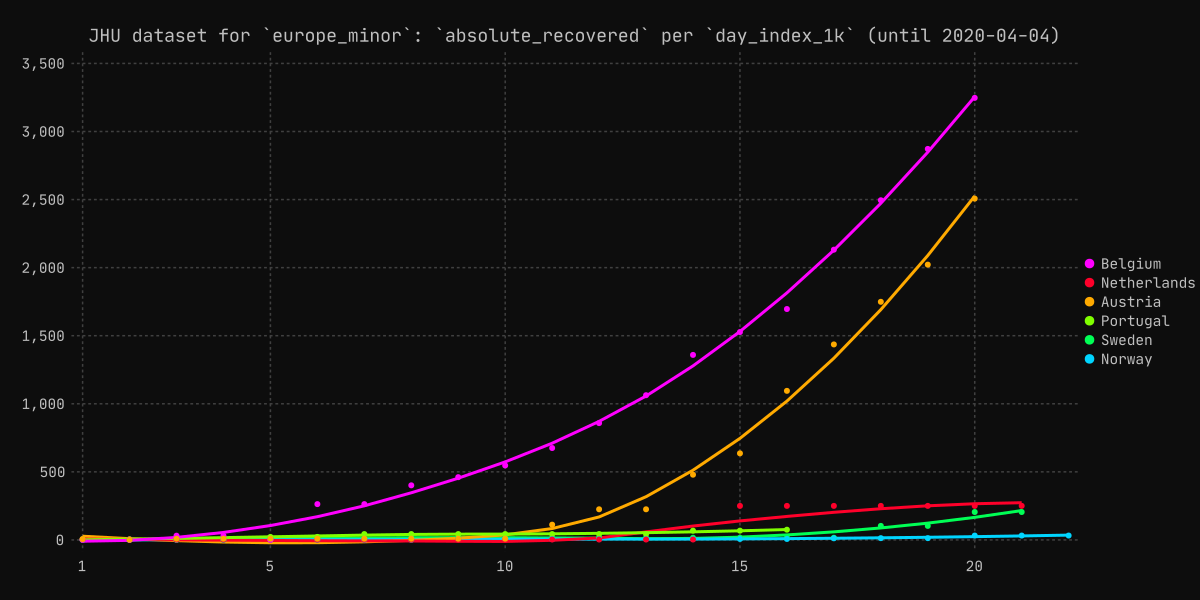 JHU dataset for `europe_minor`: `absolute_recovered` per `day_index_1k` (until 2020-04-04)
3,500
3,000
2,500
2,000
1,500
1,000
500
0
1 5 10 15 20
Belgium
Netherlands
Austria
Portugal
Sweden
Norway